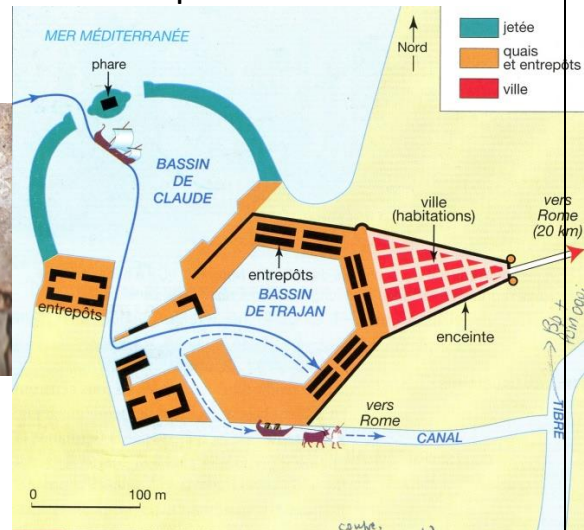 MER MÉDITERRANÉE
phare
Nord
jetée
quais
et entrepôts
ville
BASSIN
DE
CLAUDE
ville
(habitations)
vers
Rome
(20 km)
entrepôts
BASSIN
DE TRAJAN
entrepôts
enceinte
vers
Rome
CANAL
TIBRE
0 100 m